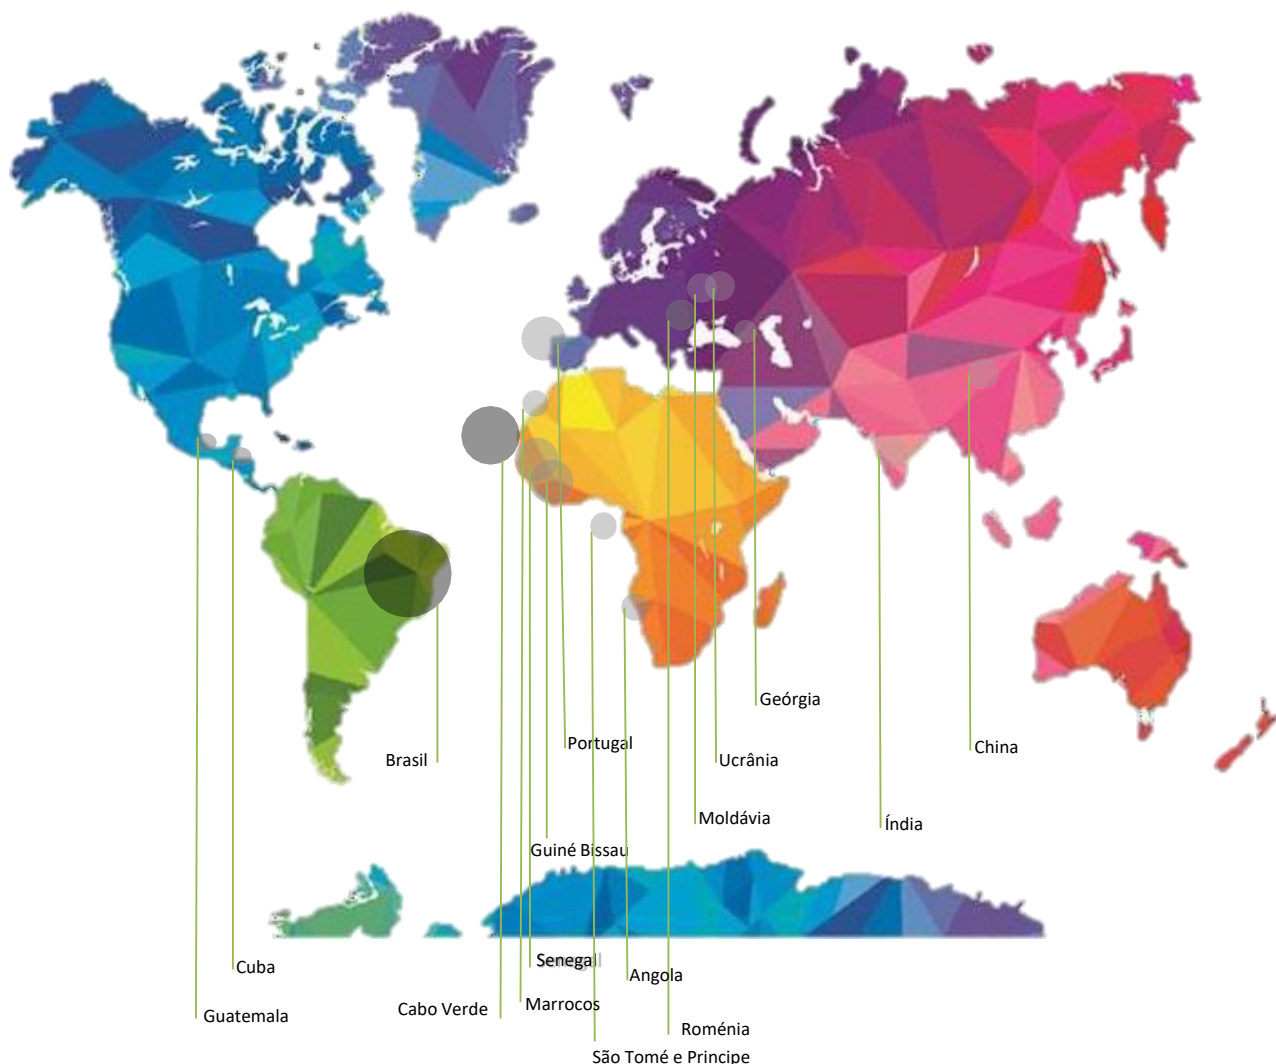 Geórgia
Portugal
China
Brasil
Ucrânia
Moldávia
Índia
Guiné Bissau
Senegal
Cuba
Angola
Marrocos
Cabo Verde
Guatemala
Roménia
São Tomé e Principe